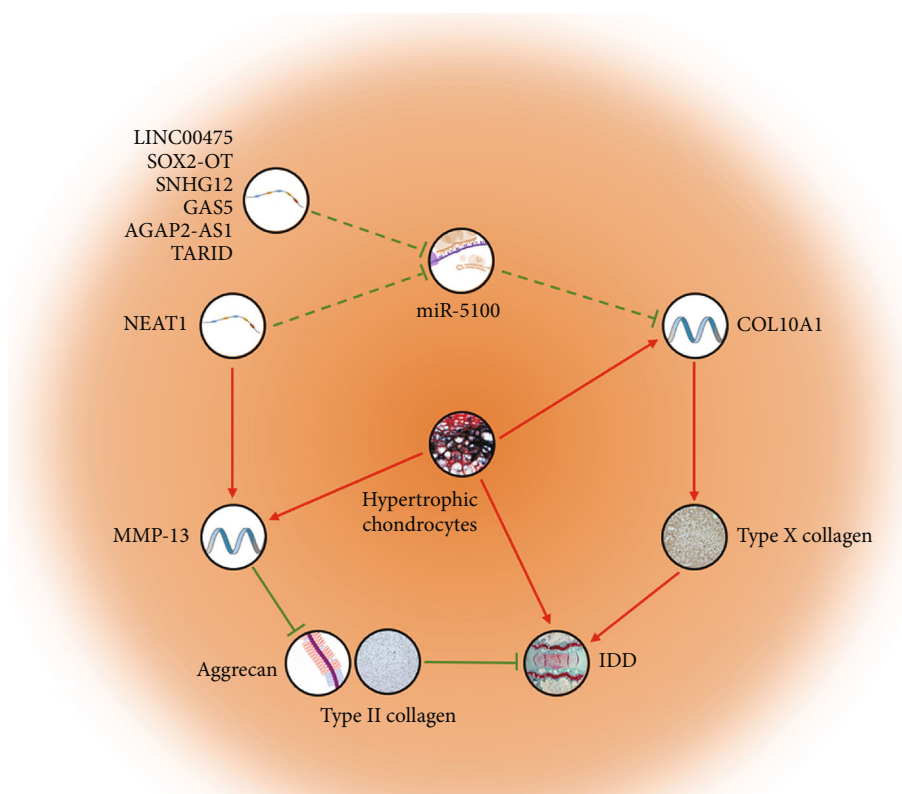 LINC00475
SOX2-OT
SNHG12
GAS5
AGAP2-AS1
TARID
miR-5100
NEAT1
COL10A1
Hypertrophic
chondrocytes
MMP-13
Type X collagen
Aggrecan
IDD
Type II collagen